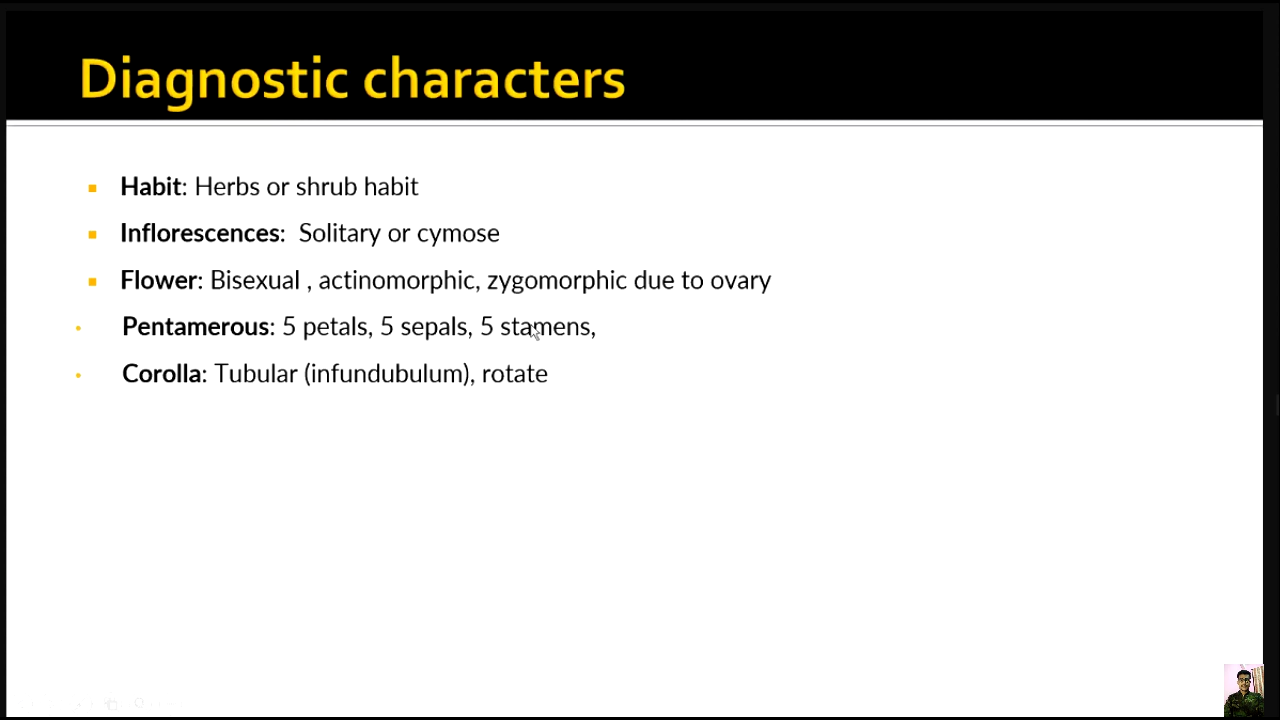 Diagnostic characters
Habit: Herbs or shrub habit
Inflorescences: Solitary or cymose
Flower: Bisexual , actinomorphic, zygomorphic due to ovary
Pentamerous: 5 petals, 5 sepals, 5 stamens,
Corolla: Tubular (infundubulum), rotate